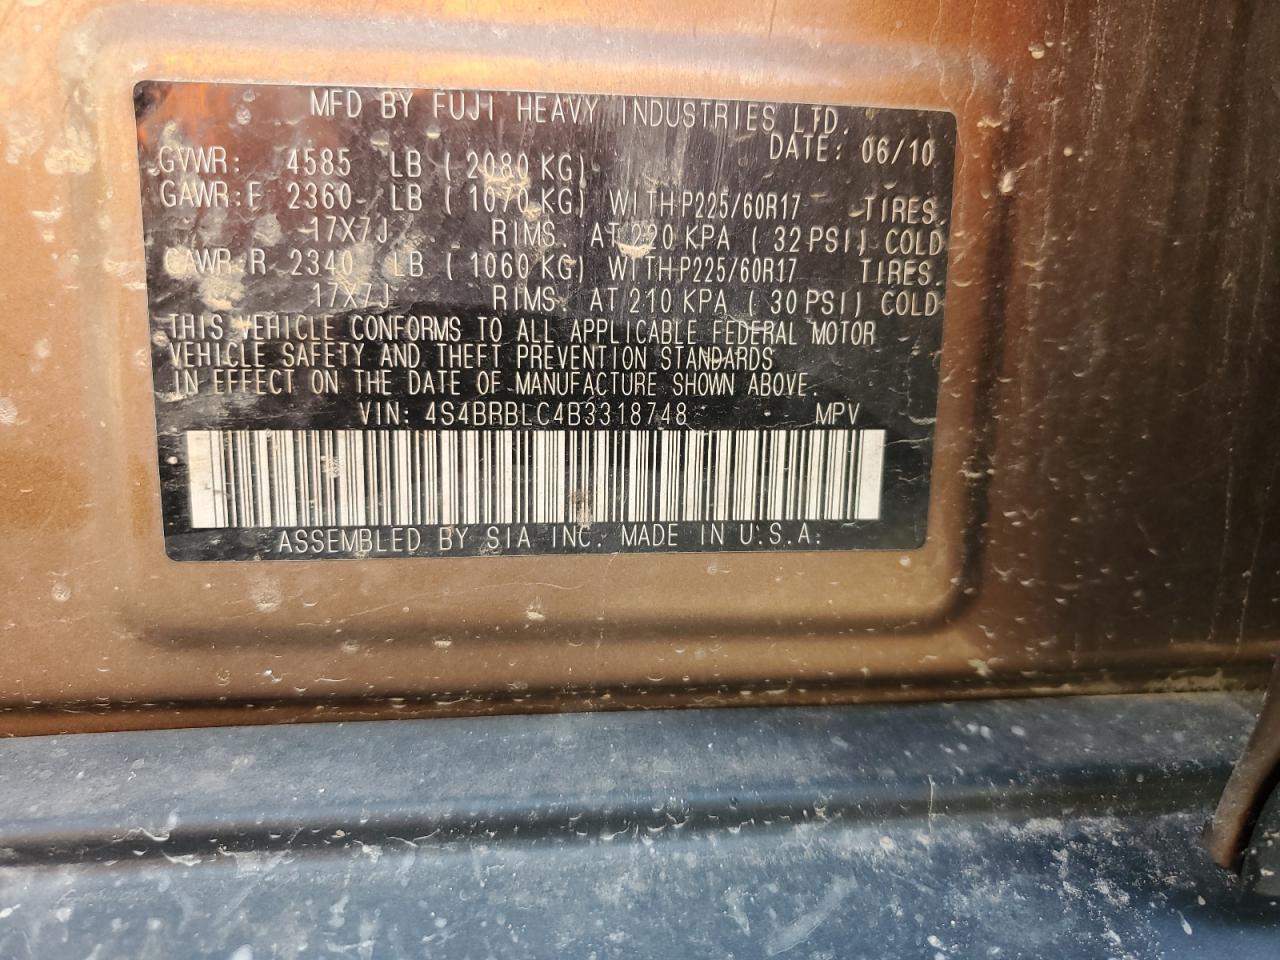 MFD BY FUJI HEAVY INDUSTRIES LTD.
DATE: 06/10
GVWR: 4585 LB ( 2080 KG)
GAWR:F 2360 LB ( 1070 KG) WITH P225/60R17 TIRES.
17X7J RIMS. AT 220 KPA ( 32 PSI) COLD
GAWR:R 2340 LB ( 1060 KG) WITH P225/60R17 TIRES.
17X7J RIMS. AT 210 KPA ( 30 PSI) COLD
THIS VEHICLE CONFORMS TO ALL APPLICABLE FEDERAL MOTOR
VEHICLE SAFETY AND THEFT PREVENTION STANDARDS
IN EFFECT ON THE DATE OF MANUFACTURE SHOWN ABOVE.
VIN: 4S4BRBLC4B3318748 MPV
ASSEMBLED BY SIA INC. MADE IN U.S.A.